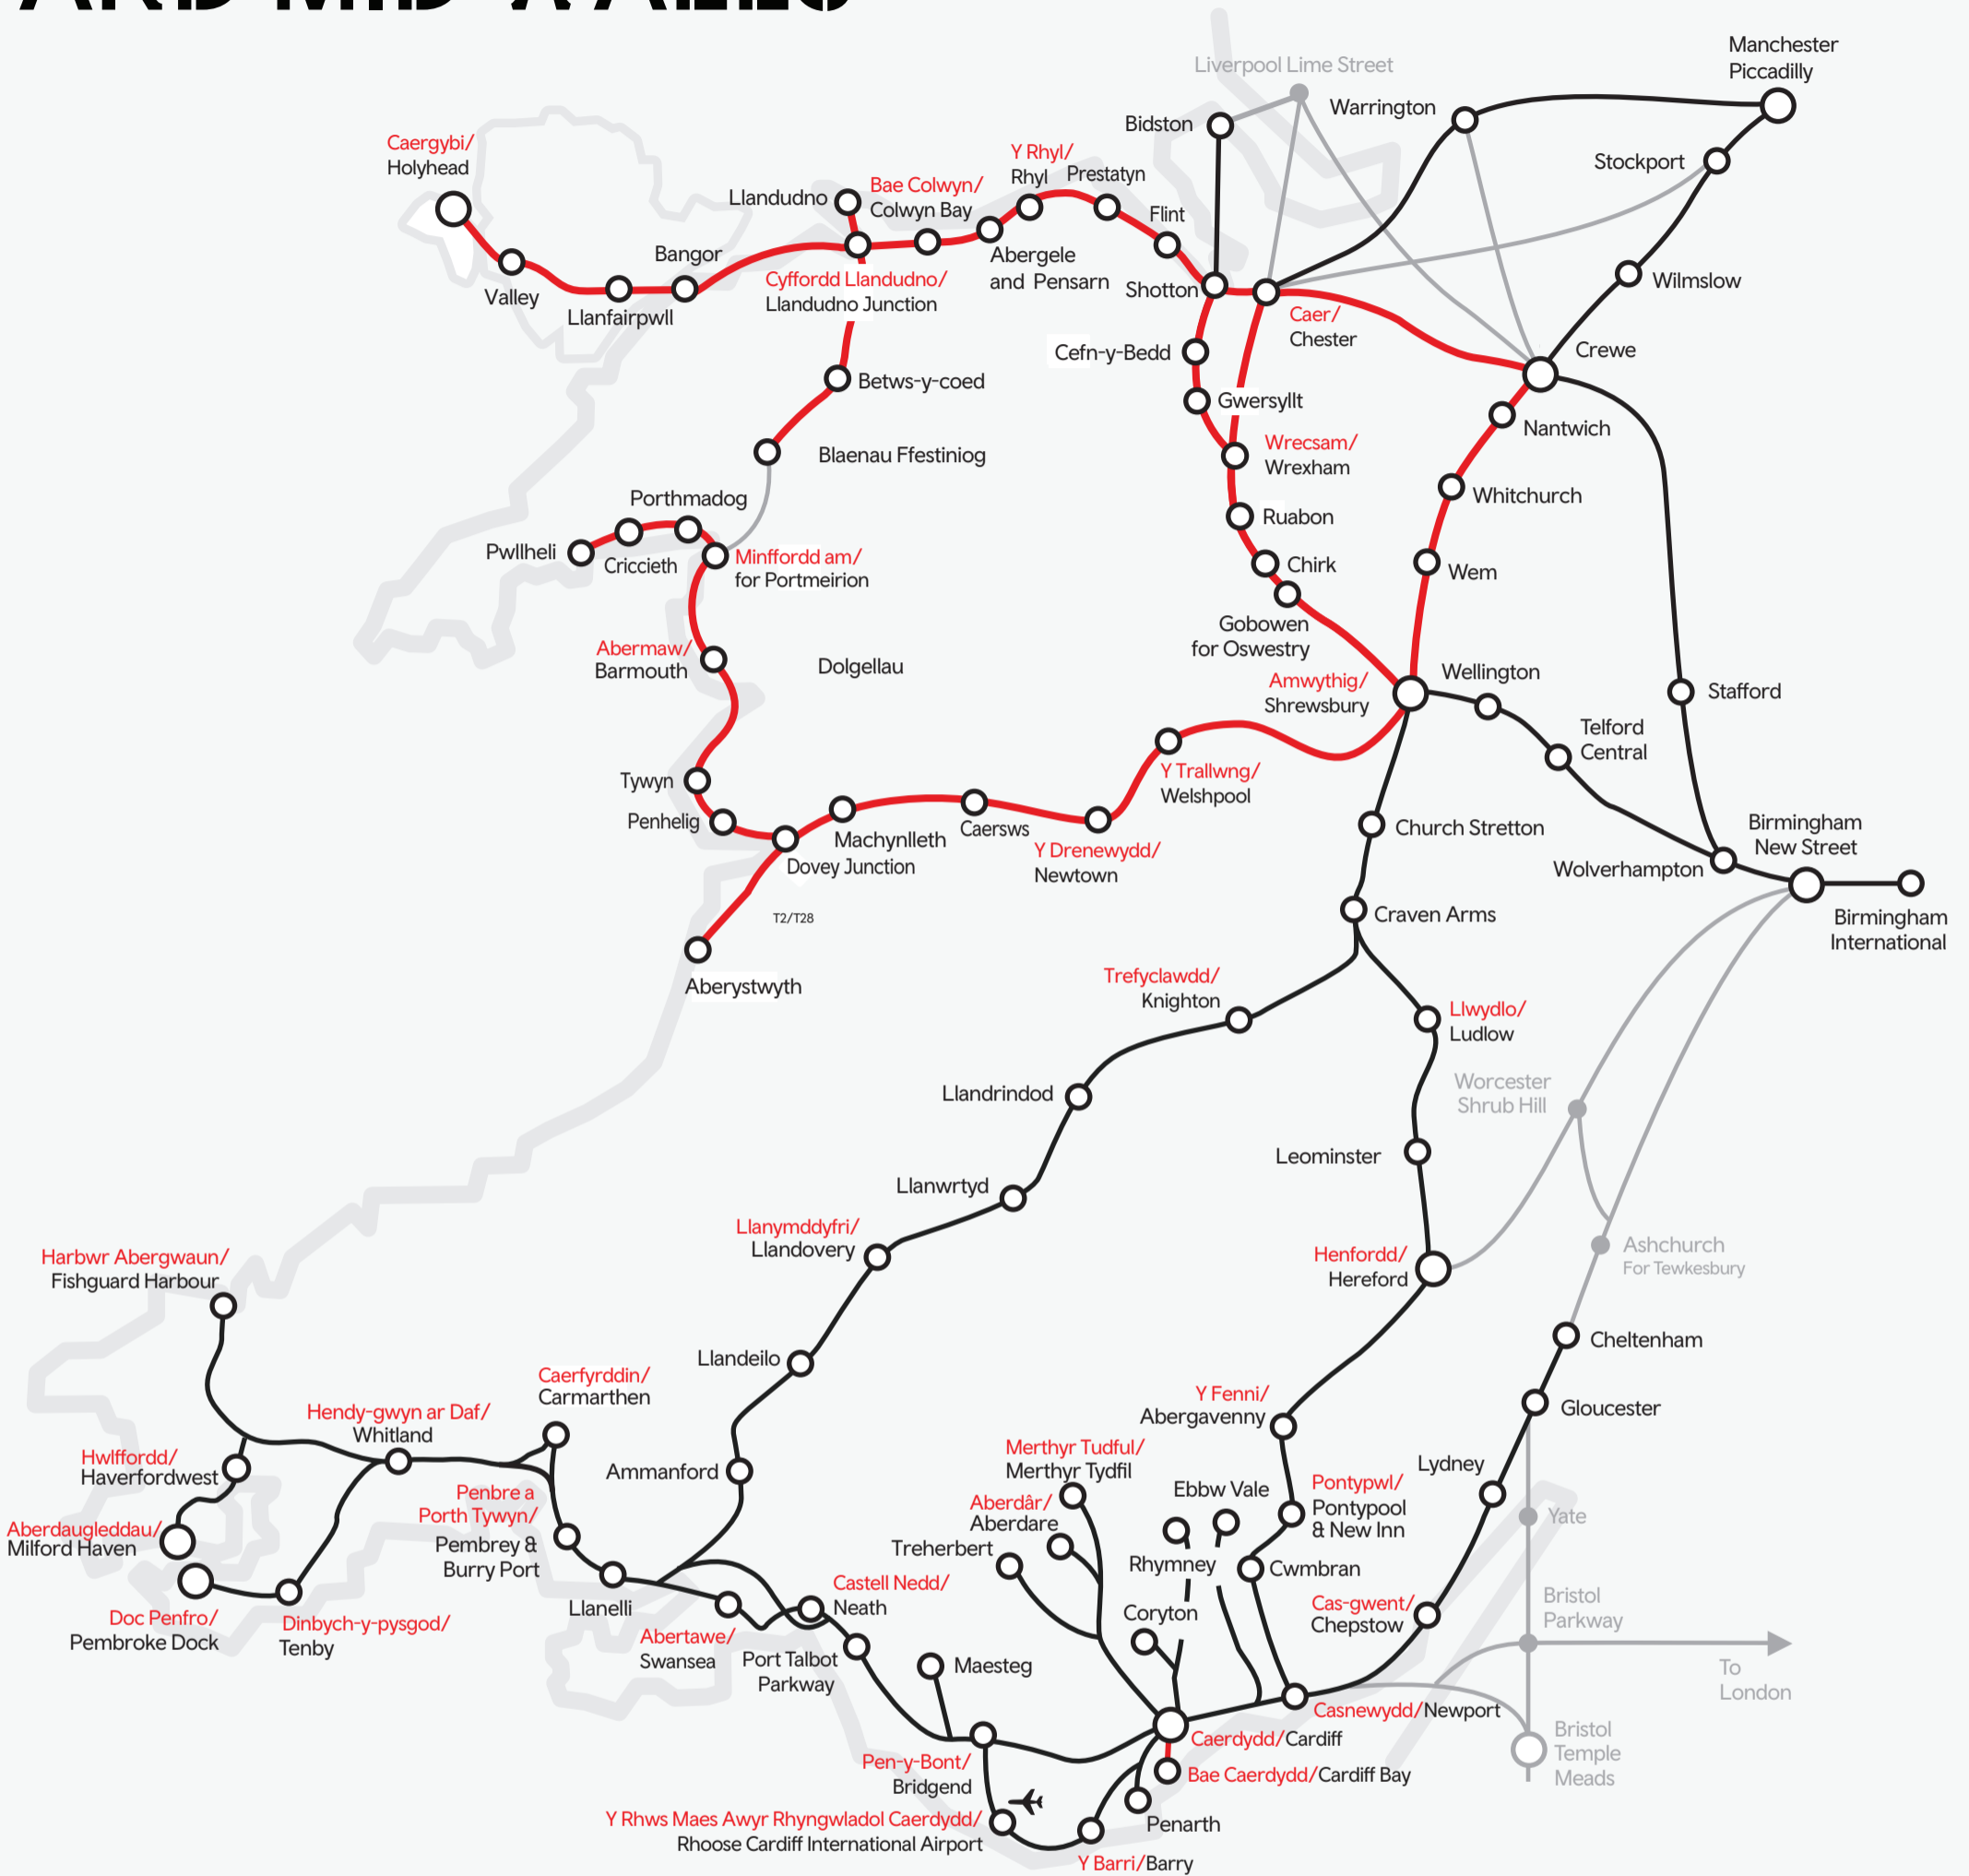 AND MID WALES
Liverpool Lime Street
Manchester
Piccadilly
Warrington
Bidston
Stockport
Caergybi/
Holyhead
Y Rhyl/
Rhyl
Prestatyn
Bae Colwyn/
Colwyn Bay
Llandudno
Flint
Bangor
Abergele
and Pensarn
Shotton
Wilmslow
Valley
Llanfairpwll
Cyffordd Llandudno/
Llandudno Junction
Caer/
Chester
Crewe
Cefn-y-Bedd
Betws-y-coed
Gwersyllt
Nantwich
Blaenau Ffestiniog
Wrecsam/
Wrexham
Whitchurch
Porthmadog
Ruabon
Pwllheli
Criccieth
Minffordd am/
for Portmeirion
Chirk
Wem
Gobowen
for Oswestry
Abermaw/
Barmouth
Dolgellau
Amwythig/
Shrewsbury
Wellington
Stafford
Telford
Central
Tywyn
Y Trallwng/
Welshpool
Penhelig
Machynlleth
Caersws
Dovey Junction
Y Drenewydd/
Newtown
Church Stretton
Birmingham
New Street
Wolverhampton
T2/T28
Craven Arms
Birmingham
International
Aberystwyth
Trefyclawdd/
Knighton
Llwydlo/
Ludlow
Llandrindod
Worcester
Shrub Hill
Leominster
Llanwrtyd
Llanymddyfri/
Llandovery
Harbwr Abergwaun/
Fishguard Harbour
Henfordd/
Hereford
Ashchurch
For Tewkesbury
Cheltenham
Llandeilo
Caerfyrddin/
Carmarthen
Y Fenni/
Abergavenny
Gloucester
Hendy-gwyn ar Daf/
Whitland
Hwlffordd/
Haverfordwest
Ammanford
Merthyr Tudful/
Merthyr Tydfil
Lydney
Penbre a
Porth Tywyn/
Pembrey &
Burry Port
Aberdâr/
Aberdare
Ebbw Vale
Pontypwl/
Pontypool
& New Inn
Yate
Aberdaugleddau/
Milford Haven
Treherbert
Rhymney
Cwmbran
Castell Nedd/
Neath
Llanelli
Coryton
Cas-gwent/
Chepstow
Bristol
Parkway
Doc Penfro/
Pembroke Dock
Dinbych-y-pysgod/
Tenby
Abertawe/
Swansea
Port Talbot
Parkway
Maesteg
To
London
Casnewydd/Newport
Caerdydd/Cardiff
Bristol
Temple
Meads
Pen-y-Bont/
Bridgend
Bae Caerdydd/Cardiff Bay
Y Rhws Maes Awyr Rhyngwladol Caerdydd/
Rhoose Cardiff International Airport
Penarth
Y Barri/Barry